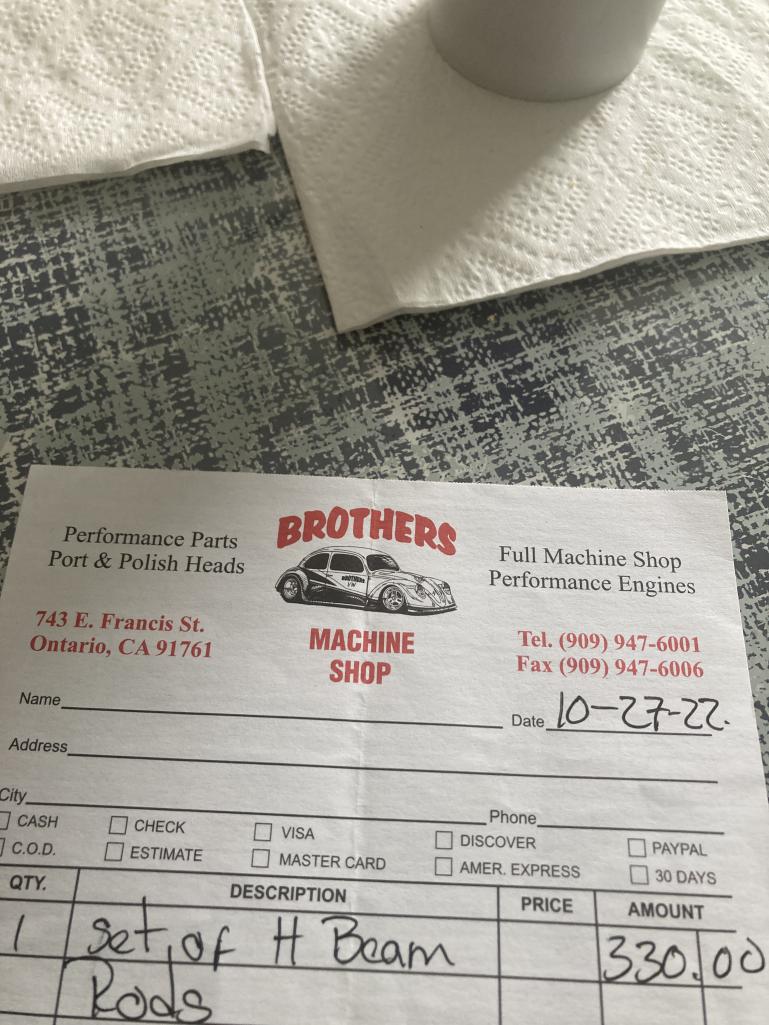 BROTHERS
Performance Parts
Port & Polish Heads
Full Machine Shop
Performance Engines
BROTHERS
VW
743 E. Francis St.
Ontario, CA 91761
MACHINE
SHOP
Tel. (909) 947-6001
Fax (909) 947-6006
Name
Date 10-27-22.
Address
City Phone
CASH CHECK VISA DISCOVER PAYPAL
C.O.D. ESTIMATE MASTER CARD AMER. EXPRESS 30 DAYS
QTY. DESCRIPTION PRICE AMOUNT
1 Set of H Beam 330.00
Rods